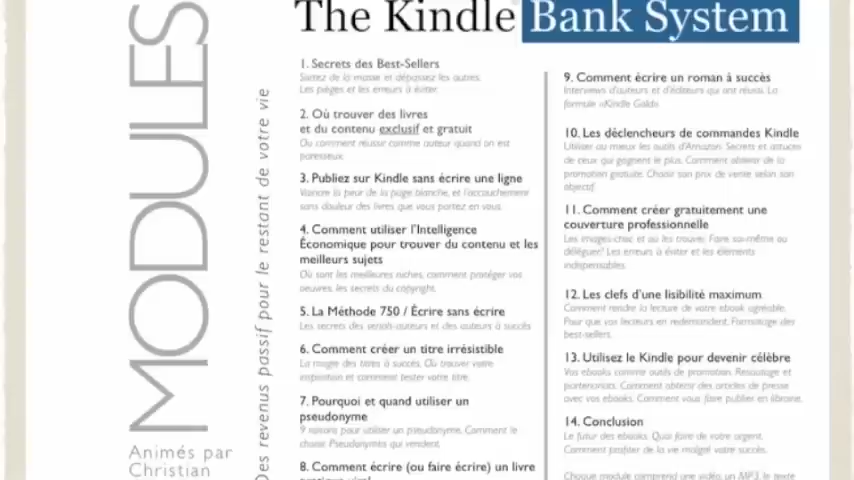 The Kindle Bank System
MODULES
Des revenus passif pour le restant de votre vie
Animés par
Christian
1. Secrets des Best-Sellers
Sortez de la masse et dépassez les autres.
Les pièges et les erreurs à éviter.
2. Où trouver des livres
et du contenu exclusif et gratuit
Ou comment réussir comme auteur quand on est
paresseux.
3. Publiez sur Kindle sans écrire une ligne
Vaincre la peur de la page blanche, et l'accouchement
sans douleur des livres que vous portez en vous.
4. Comment utiliser l'Intelligence
Économique pour trouver du contenu et les
meilleurs sujets
Où sont les meilleures niches, comment protéger vos
oeuvres, les secrets du copyright.
5. La Méthode 750 / Écrire sans écrire
Les secrets des serials-auteurs et des auteurs à succès
6. Comment créer un titre irrésistible
La magie des titres à succès. Où trouver votre
inspiration et comment tester votre titre.
7. Pourquoi et quand utiliser un
pseudonyme
9 raisons pour utiliser un pseudonyme. Comment le
choisir. Pseudonymes qui vendent.
8. Comment écrire (ou faire écrire) un livre
9. Comment écrire un roman à succès
Interviews d'auteurs et d'éditeurs qui ont réussi. La
formule «Kindle Gold»
10. Les déclencheurs de commandes Kindle
Utiliser au mieux les outils d'Amazon. Secrets et astuces
de ceux qui gagnent le plus. Comment obtenir de la
promotion gratuite. Choisir son prix de vente selon son
objectif.
11. Comment créer gratuitement une
couverture professionnelle
Les images-choc et où les trouver. Faire soi-même ou
déléguer? Les erreurs à éviter et les éléments
indispensables.
12. Les clefs d'une lisibilité maximum
Comment rendre la lecture de votre ebook agréable.
Pour que vos lecteurs en redemandent. Formatage des
best-sellers.
13. Utilisez le Kindle pour devenir célèbre
Vos ebooks comme outils de promotion. Réseautage et
partenariats. Comment obtenir des articles de presse
avec vos ebooks. Comment vous faire publier en librairie.
14. Conclusion
Le futur des ebooks. Quoi faire de votre argent.
Comment profiter de la vie malgré votre succès.
Chaque module comprend une vidéo, un MP3, le texte